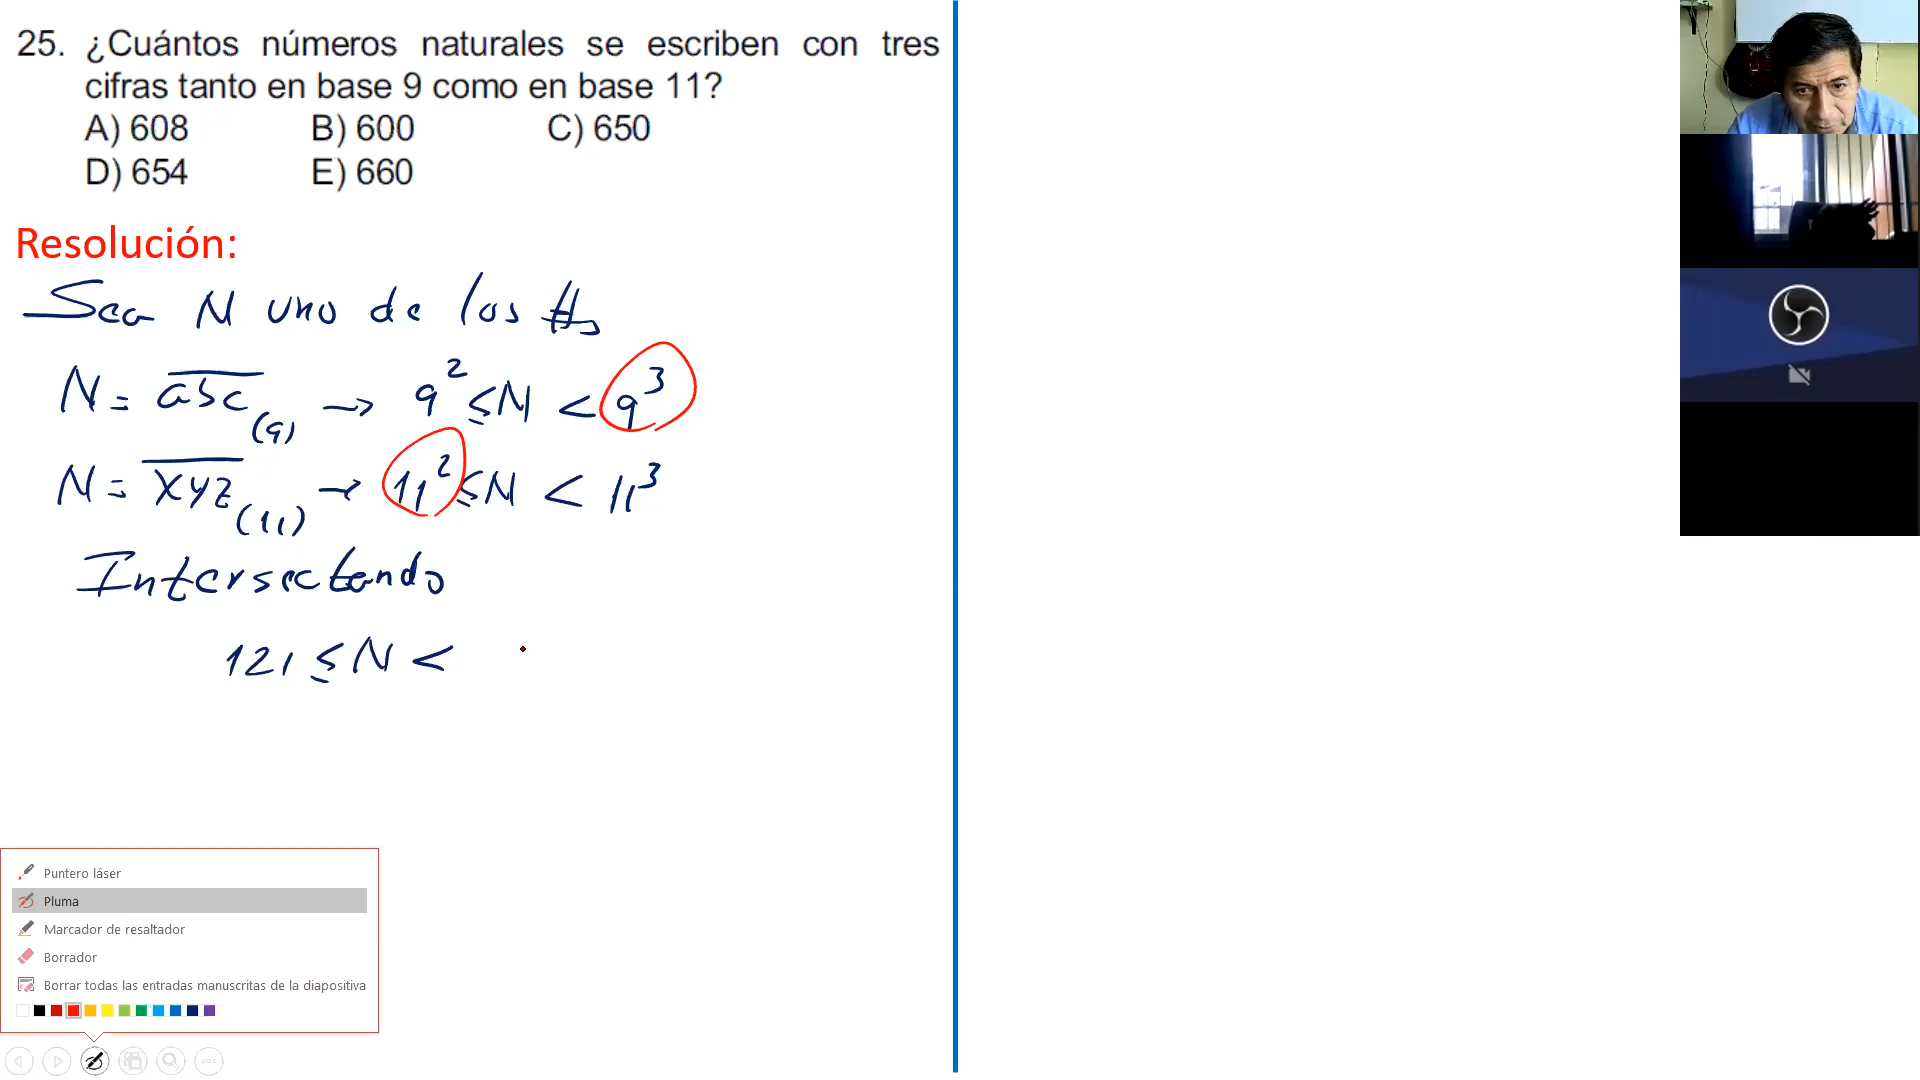 25. ¿Cuántos números naturales se escriben con tres
cifras tanto en base 9 como en base 11?
A) 608 B) 600 C) 650
D) 654 E) 660
Resolución:
Sea N uno de los #s
N = abc (9) → 9² ≤ N < 9³
N = xyz (11) → 11² ≤ N < 11³
Intersectando
121 ≤ N <
Puntero láser
Pluma
Marcador de resaltador
Borrador
Borrar todas las entradas manuscritas de la diapositiva